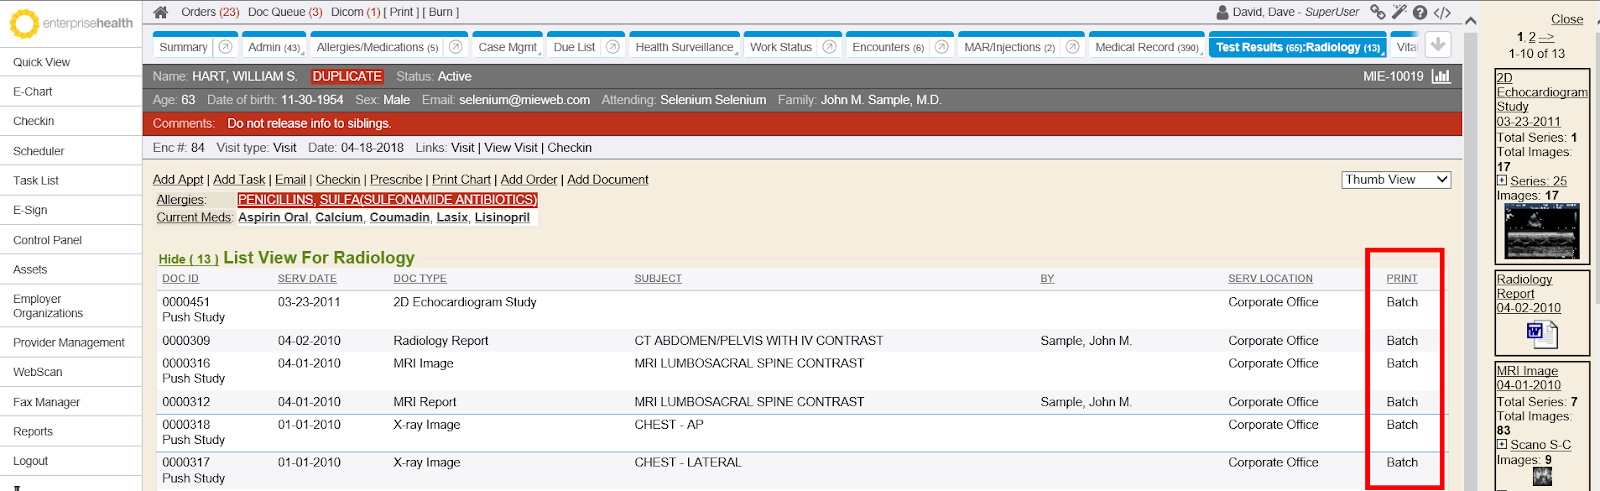 enterprisehealth
Quick View
E-Chart
Checkin
Scheduler
Task List
E-Sign
Control Panel
Assets
Employer
Organizations
Provider Management
WebScan
Fax Manager
Reports
Logout
Orders (23) Doc Queue (3) Dicom (1) [ Print ] [ Burn ]
David, Dave - SuperUser
Summary
Admin (43)
Allergies/Medications (5)
Case Mgmt
Due List
Health Surveillance
Work Status
Encounters (6)
MAR/Injections (2)
Medical Record (390)
Test Results (65):Radiology (13)
Vital
Name: HART, WILLIAM S. DUPLICATE Status: Active MIE-10019
Age: 63 Date of birth: 11-30-1954 Sex: Male Email: selenium@mieweb.com Attending: Selenium Selenium Family: John M. Sample, M.D.
Comments: Do not release info to siblings.
Enc #: 84 Visit type: Visit Date: 04-18-2018 Links: Visit | View Visit | Checkin
Add Appt | Add Task | Email | Checkin | Prescribe | Print Chart | Add Order | Add Document
Thumb View
Allergies: PENICILLINS, SULFA(SULFONAMIDE ANTIBIOTICS)
Current Meds: Aspirin Oral, Calcium, Coumadin, Lasix, Lisinopril
Hide ( 13 ) List View For Radiology
DOC ID SERV DATE DOC TYPE SUBJECT BY SERV LOCATION PRINT
0000451 03-23-2011 2D Echocardiogram Study Corporate Office Batch
Push Study
0000309 04-02-2010 Radiology Report CT ABDOMEN/PELVIS WITH IV CONTRAST Sample, John M. Corporate Office Batch
0000316 04-01-2010 MRI Image MRI LUMBOSACRAL SPINE CONTRAST Corporate Office Batch
Push Study
0000312 04-01-2010 MRI Report MRI LUMBOSACRAL SPINE CONTRAST Sample, John M. Corporate Office Batch
0000318 01-01-2010 X-ray Image CHEST - AP Corporate Office Batch
Push Study
0000317 01-01-2010 X-ray Image CHEST - LATERAL Corporate Office Batch
Push Study
Close
1, 2 -->
1-10 of 13
2D
Echocardiogram
Study
03-23-2011
Total Series: 1
Total Images:
17
Series: 25
Images: 17
Radiology
Report
04-02-2010
MRI Image
04-01-2010
Total Series: 7
Total Images:
83
Scano S-C
Images: 9